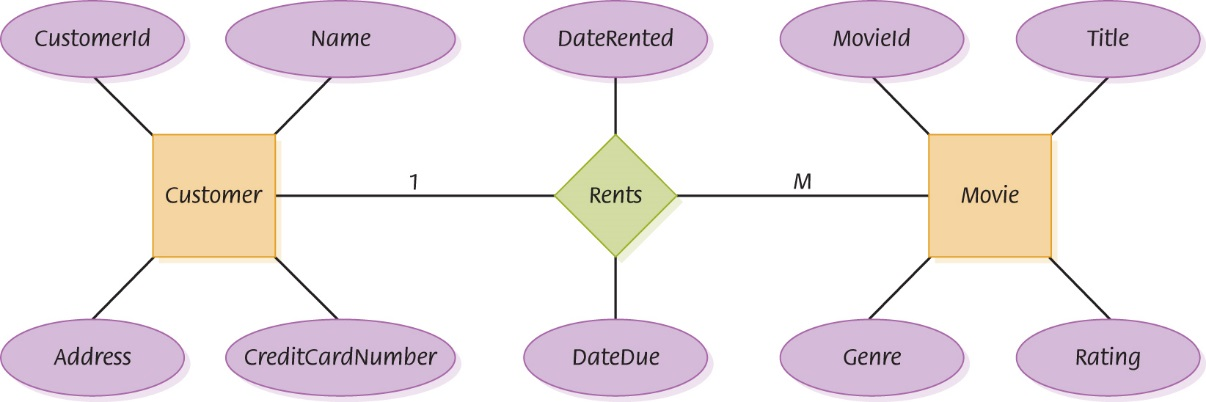 CustomerId
Name
DateRented
MovieId
Title
1
M
Customer
Rents
Movie
Address
CreditCardNumber
DateDue
Genre
Rating